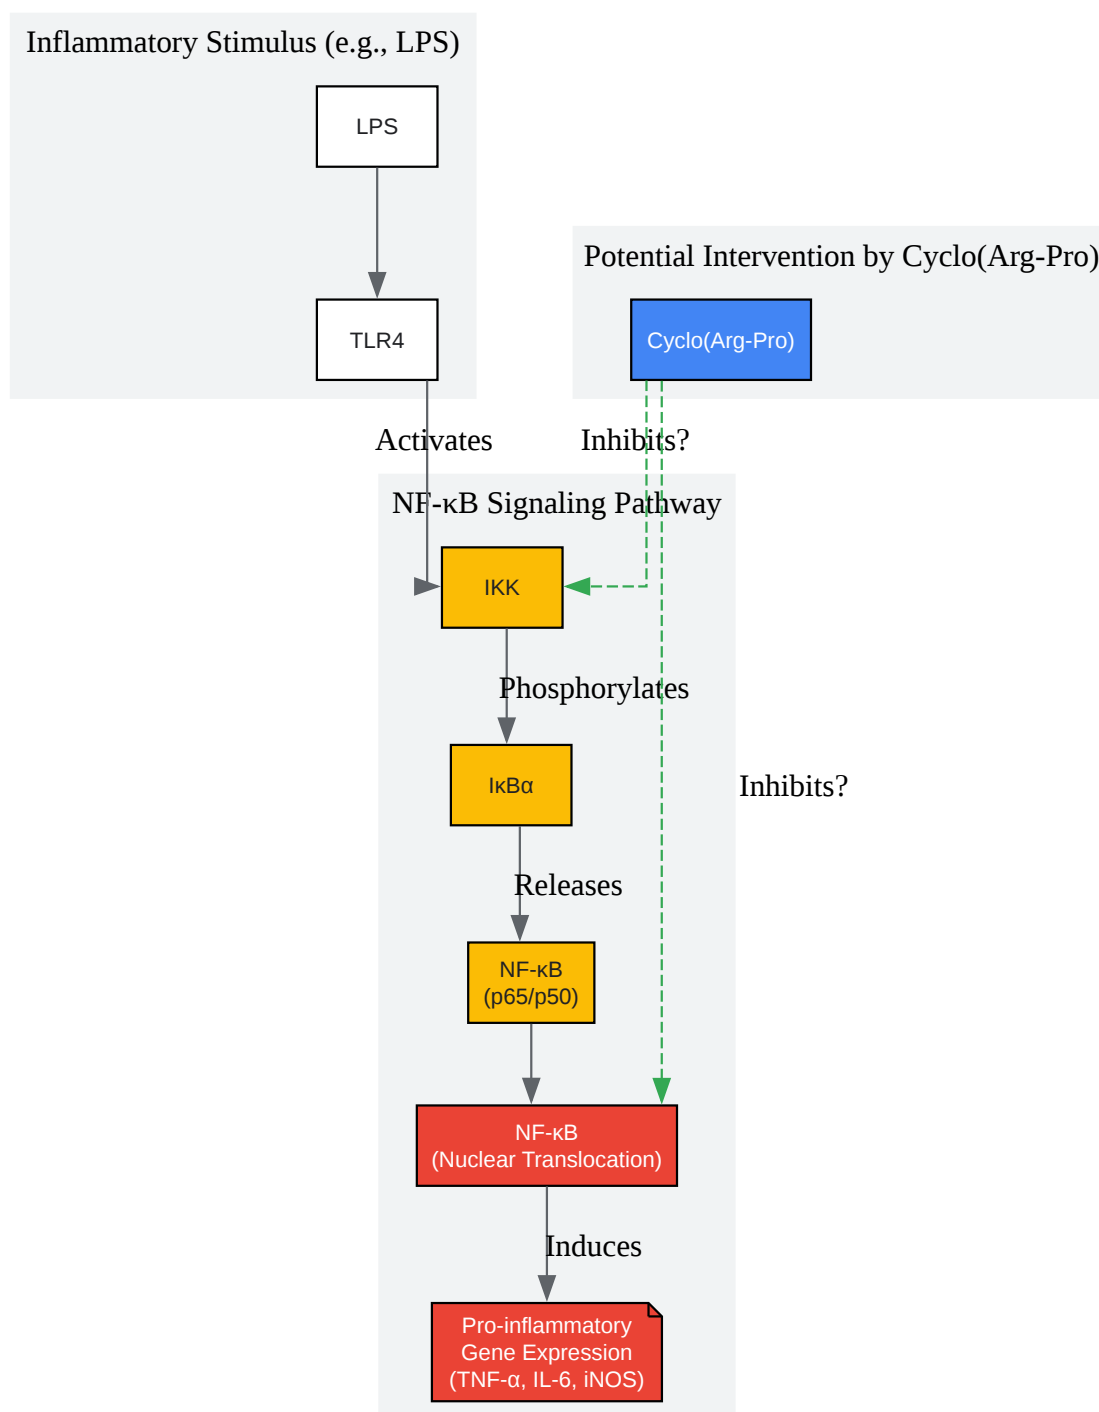 Inflammatory Stimulus (e.g., LPS)
LPS
Potential Intervention by Cyclo(Arg-Pro)
TLR4
Cyclo(Arg-Pro)
Activates
Inhibits?
NF-κB Signaling Pathway
IKK
Phosphorylates
IκBα
Inhibits?
Releases
NF-κB
(p65/p50)
NF-κB
(Nuclear Translocation)
Induces
Pro-inflammatory
Gene Expression
(TNF-α, IL-6, iNOS)